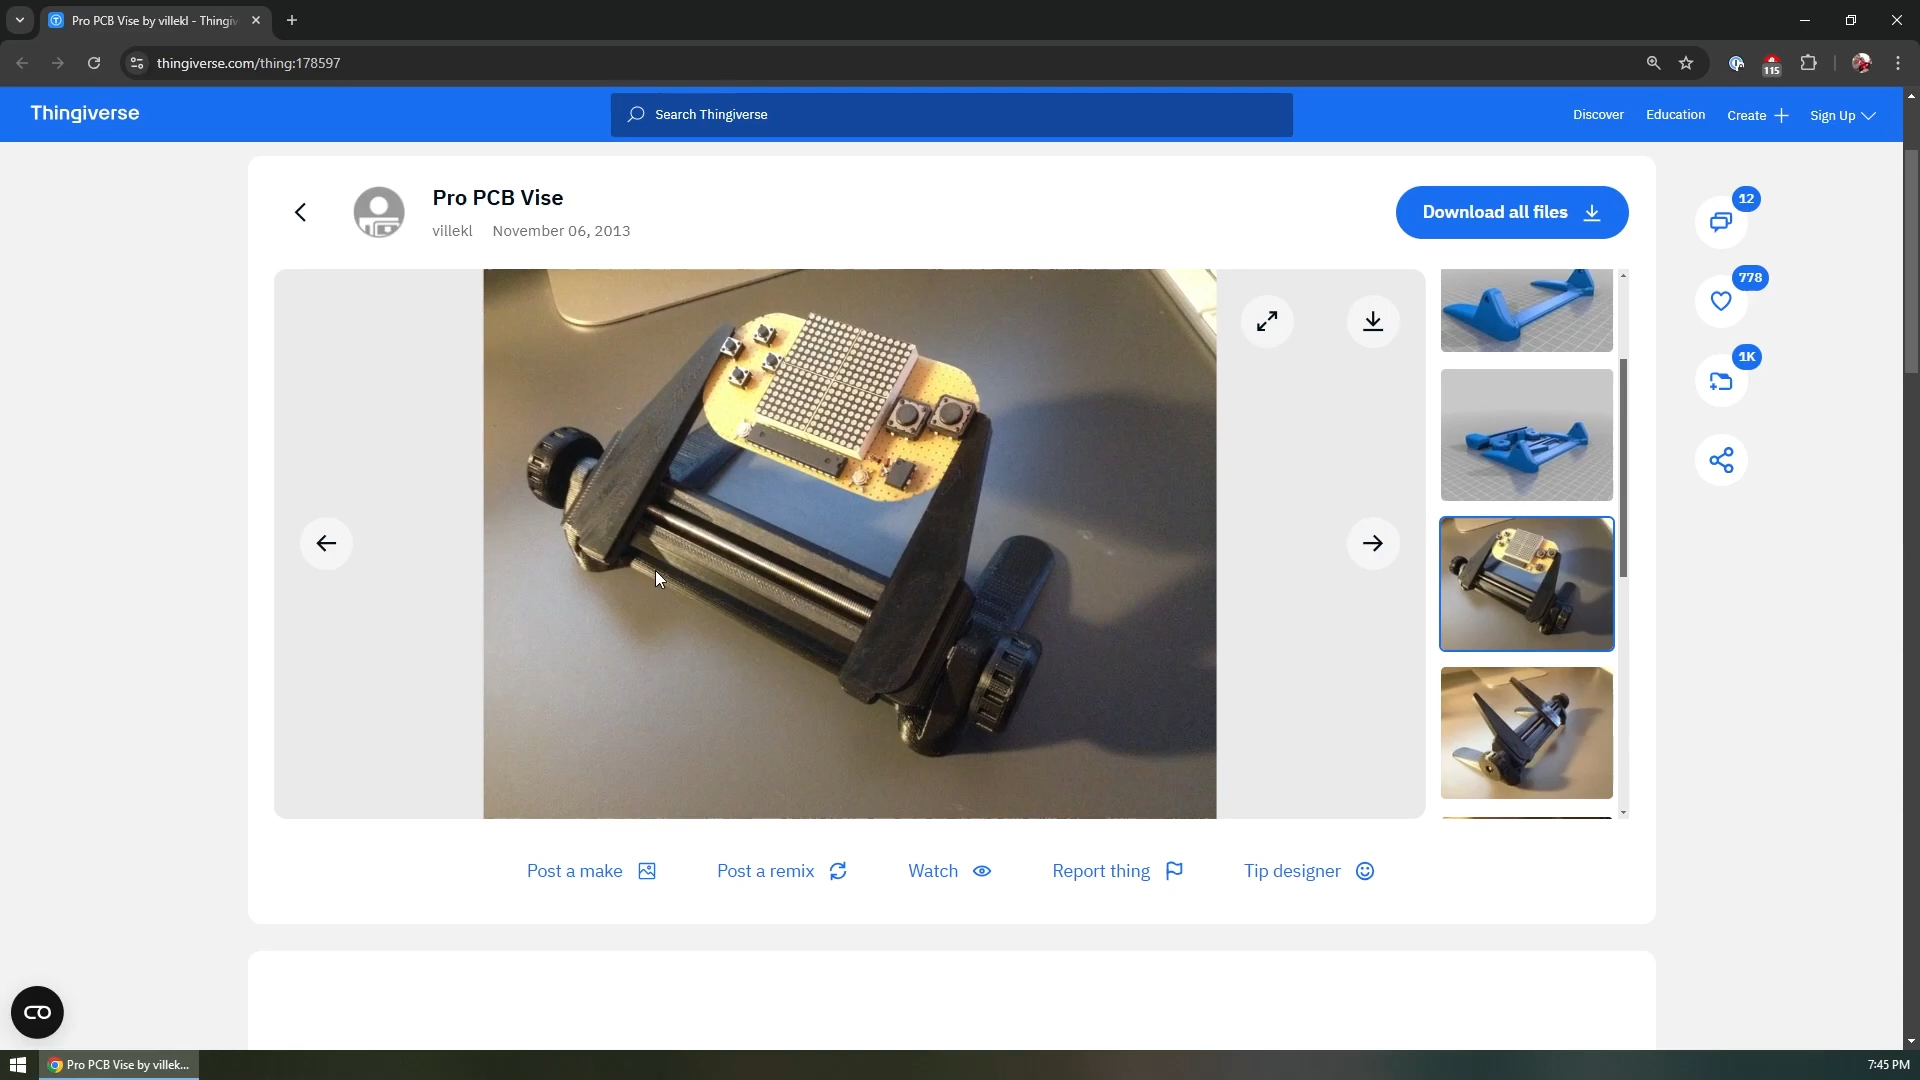 Pro PCB Vise by villekl - Thingiv
thingiverse.com/thing:178597
115
Thingiverse
Search Thingiverse
Discover
Education
Create
Sign Up
Pro PCB Vise
villekl
November 06, 2013
Download all files
12
778
1K
Post a make
Post a remix
Watch
Report thing
Tip designer
Pro PCB Vise by villek...
7:45 PM